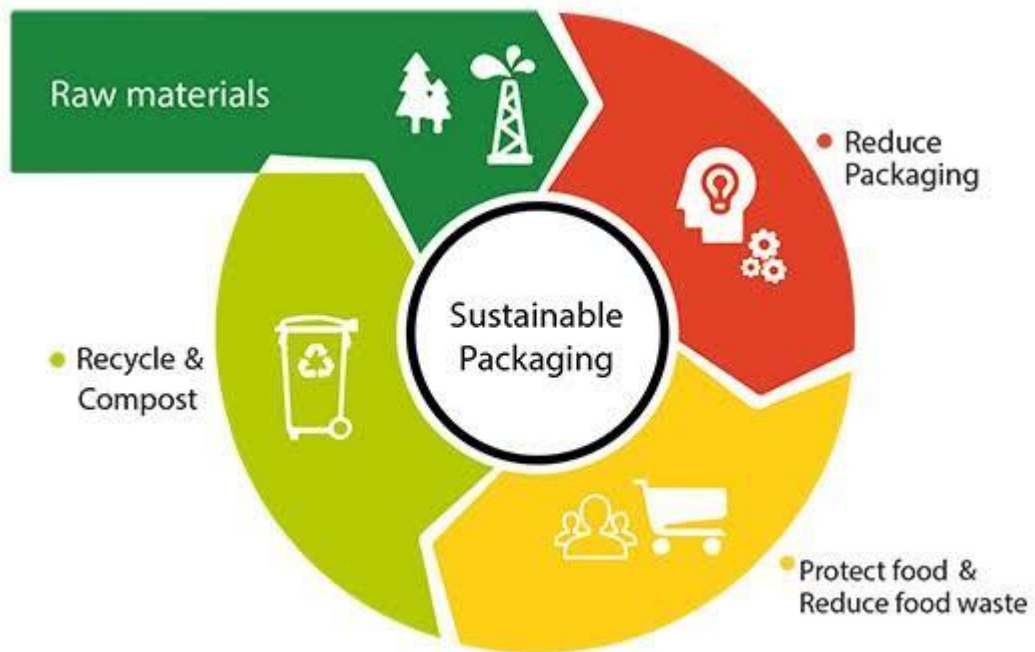 Raw materials
Reduce
Packaging
Sustainable
Packaging
Recycle &
Compost
Protect food &
Reduce food waste